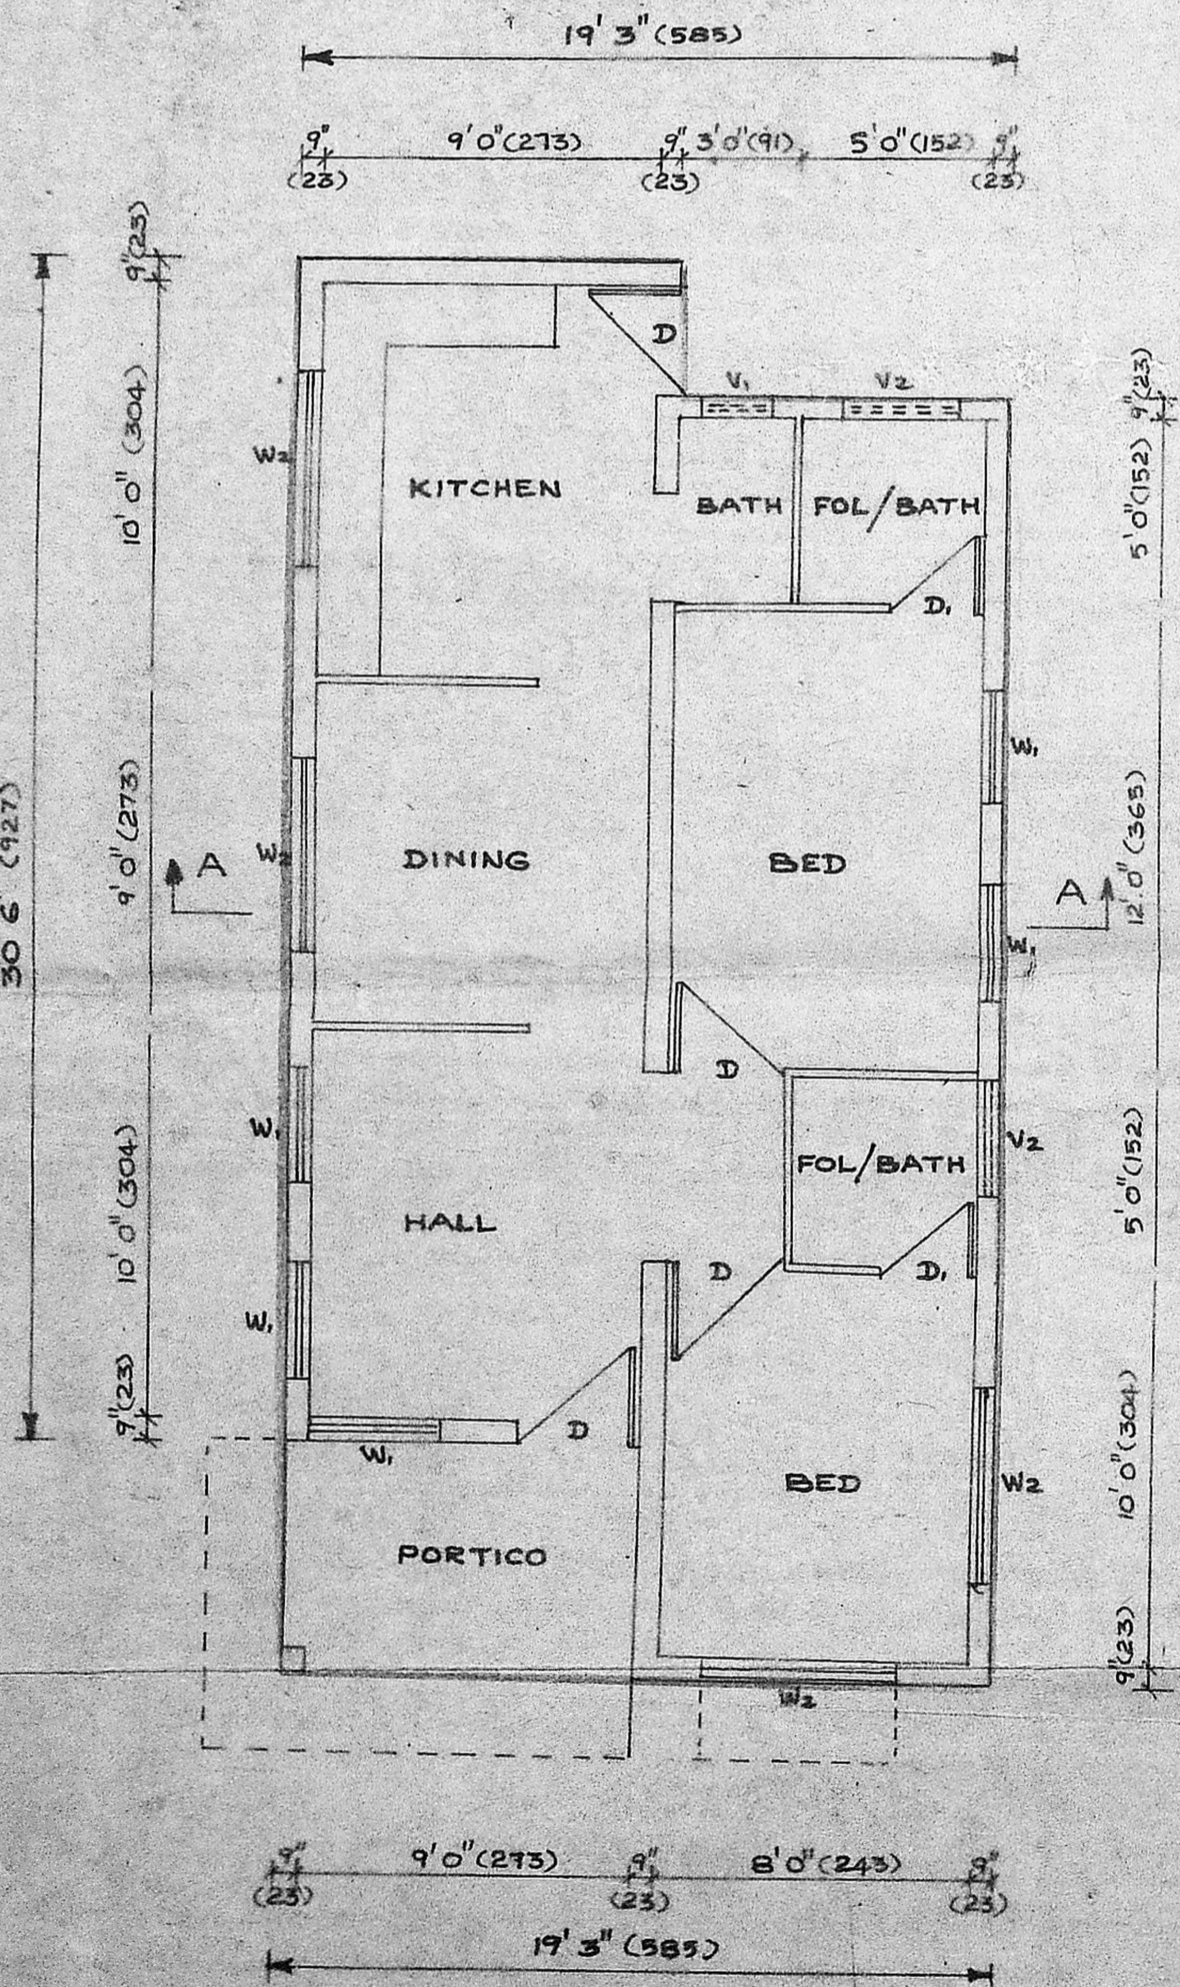 19' 3" (585)
9" 9'0"(273) 9" 3'0"(91) 5'0"(152) 9"
(23) (23) (23)
9"(23)
D
V1 V2
9"(23)
10' 0" (304)
W2
KITCHEN
BATH FOL/BATH
5'0"(152)
D1
W1
30 6' (927)
9' 0" (273)
W2
A
DINING
BED
A
12'.0" (365)
W1
D
W1
10' 0" (304)
FOL/BATH
V2
5'0"(152)
HALL
D
D1
W1
9"(23)
D
W1
10' 0"(304)
BED
W2
PORTICO
9"(23)
W2
9" 9'0"(273) 9" 8'0"(243) 9"
(23) (23) (23)
19' 3" (585)